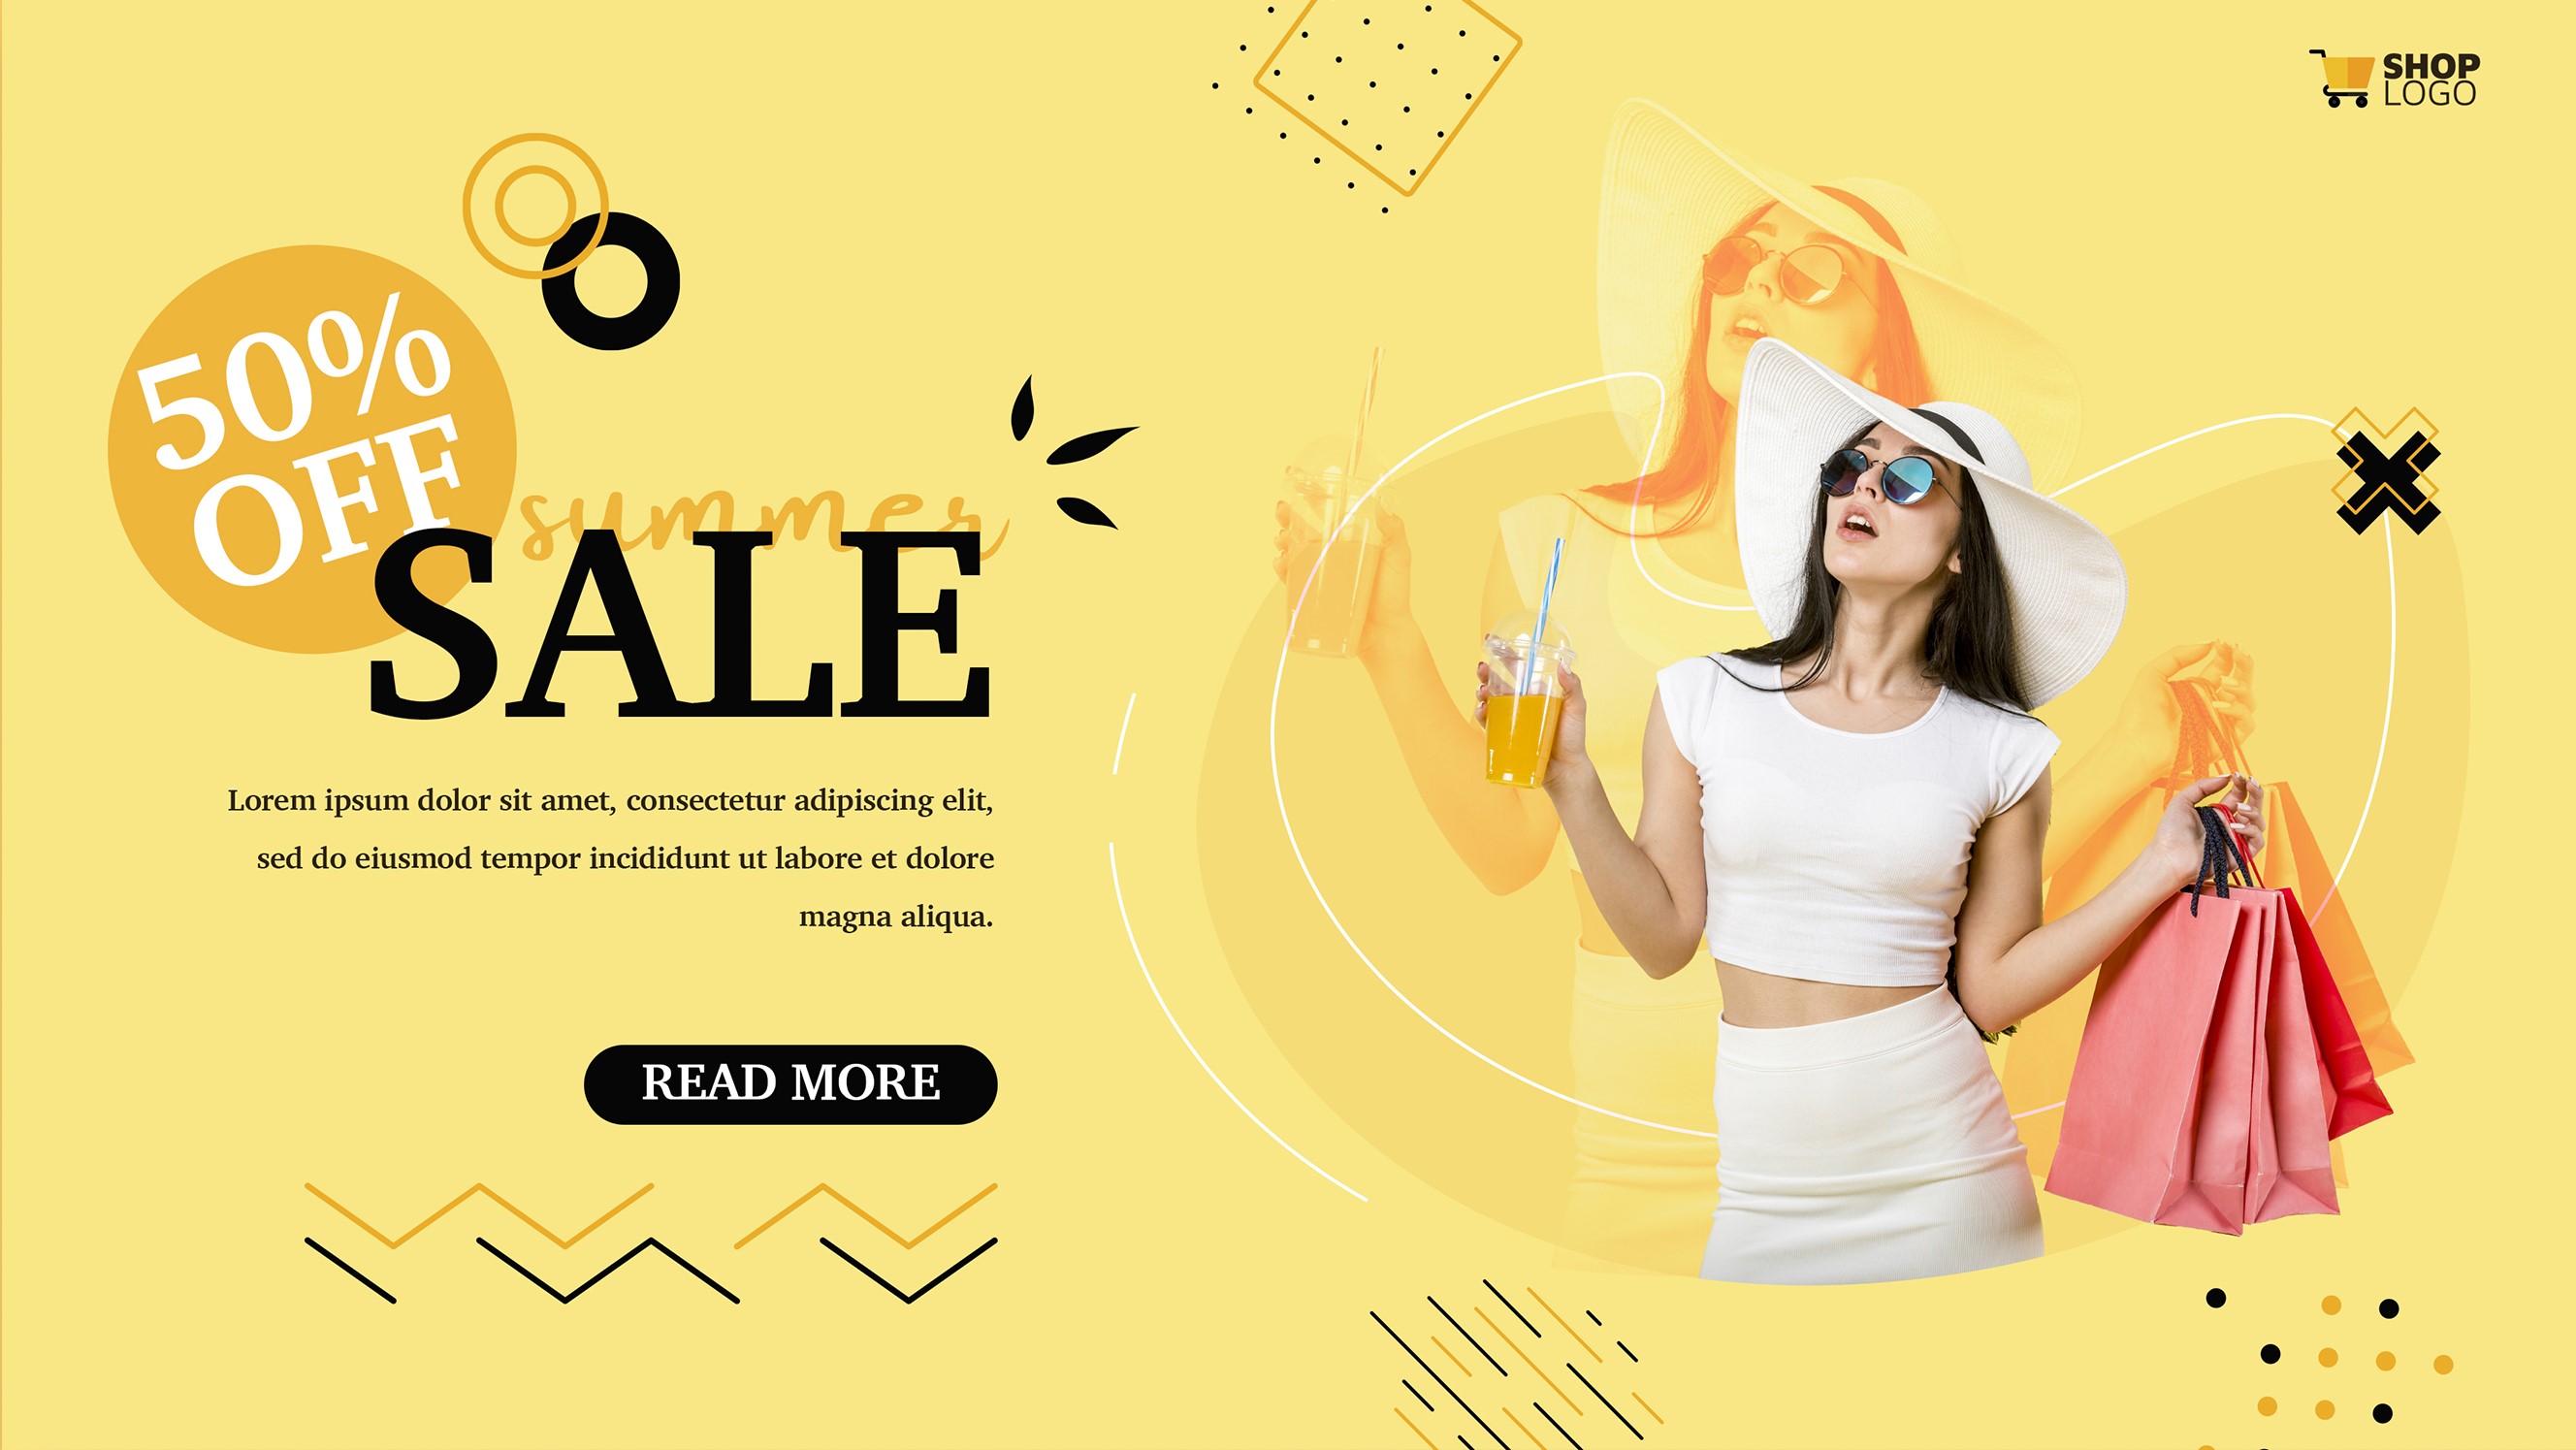 SHOP
LOGO
50%
OFF
summer
SALE
Lorem ipsum dolor sit amet, consectetur adipiscing elit,
sed do eiusmod tempor incididunt ut labore et dolore
magna aliqua.
READ MORE